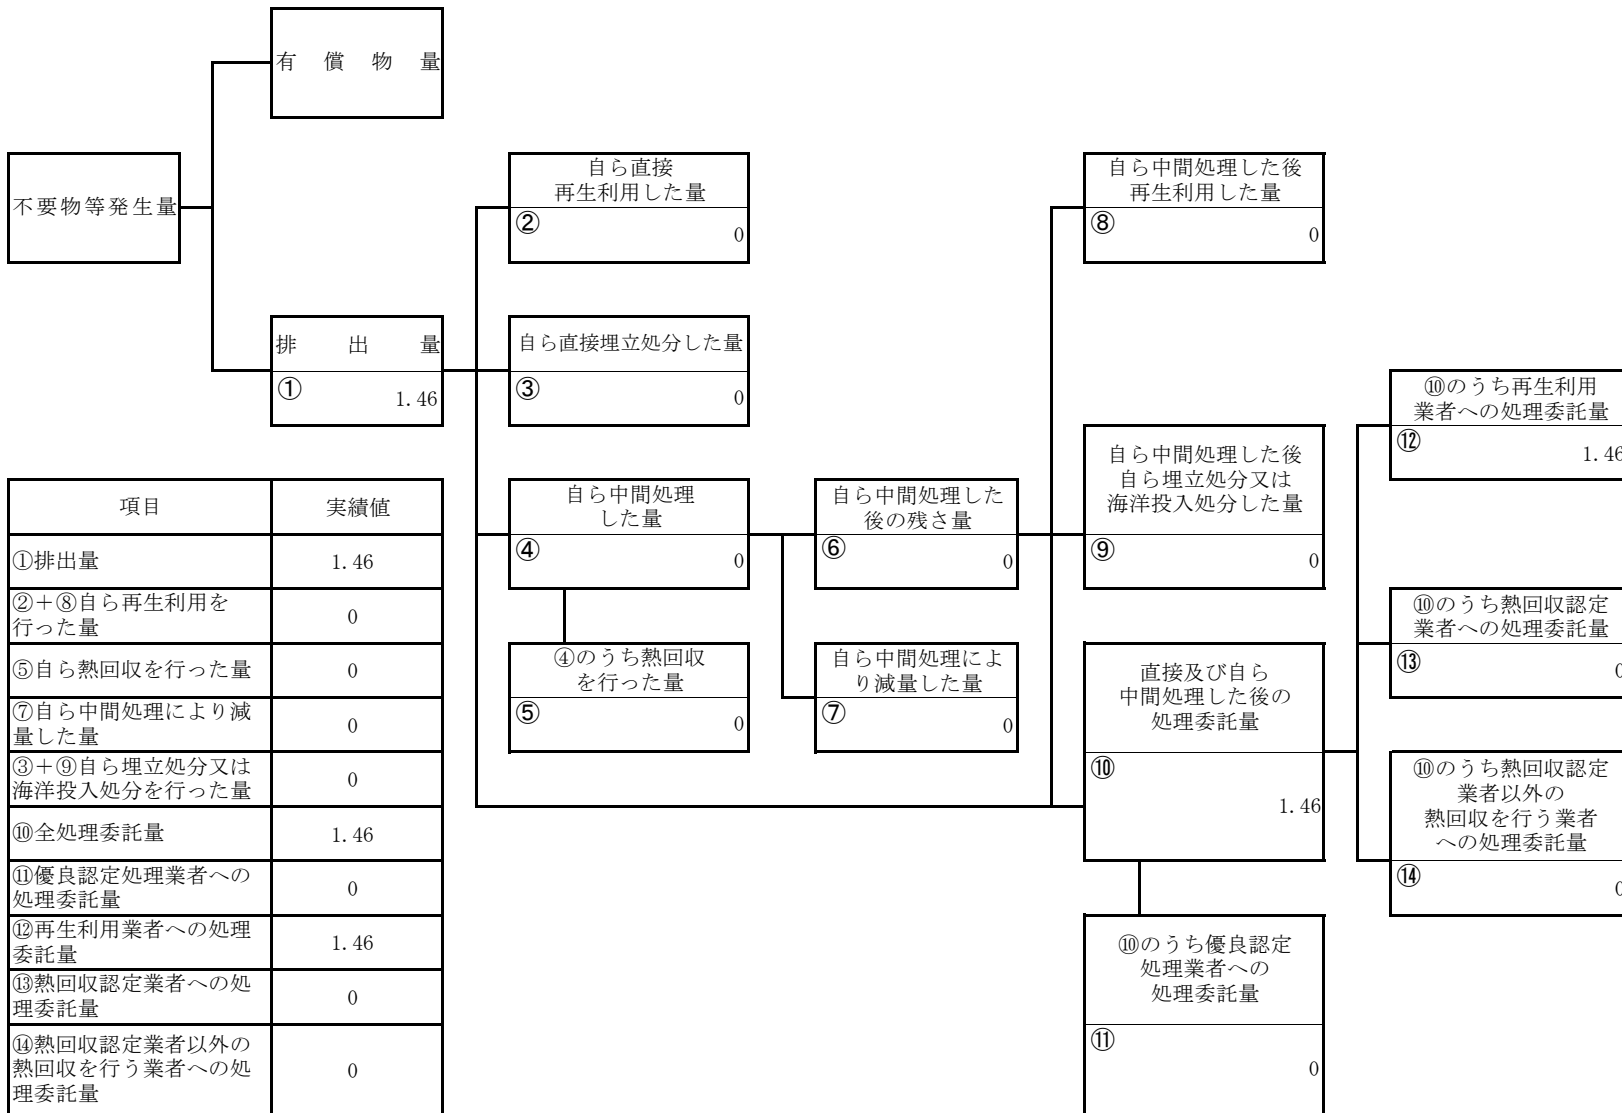 有償物量
不要物等発生量
排出量
①
1.46
自ら直接
再生利用した量
②
0
自ら直接埋立処分した量
③
0
自ら中間処理
した量
④
0
④のうち熱回収
を行った量
⑤
0
自ら中間処理した
後の残さ量
⑥
0
自ら中間処理によ
り減量した量
⑦
0
自ら中間処理した後
再生利用した量
⑧
0
自ら中間処理した後
自ら埋立処分又は
海洋投入処分した量
⑨
0
直接及び自ら
中間処理した後の
処理委託量
⑩
1.46
⑩のうち優良認定
処理業者への
処理委託量
⑪
0
⑩のうち再生利用
業者への処理委託量
⑫
1.46
⑩のうち熱回収認定
業者への処理委託量
⑬
0
⑩のうち熱回収認定
業者以外の
熱回収を行う業者
への処理委託量
⑭
0
項目 実績値
①排出量 1.46
②＋⑧自ら再生利用を
行った量 0
⑤自ら熱回収を行った量 0
⑦自ら中間処理により減
量した量 0
③＋⑨自ら埋立処分又は
海洋投入処分を行った量 0
⑩全処理委託量 1.46
⑪優良認定処理業者への
処理委託量 0
⑫再生利用業者への処理
委託量 1.46
⑬熱回収認定業者への処
理委託量 0
⑭熱回収認定業者以外の
熱回収を行う業者への処
理委託量 0